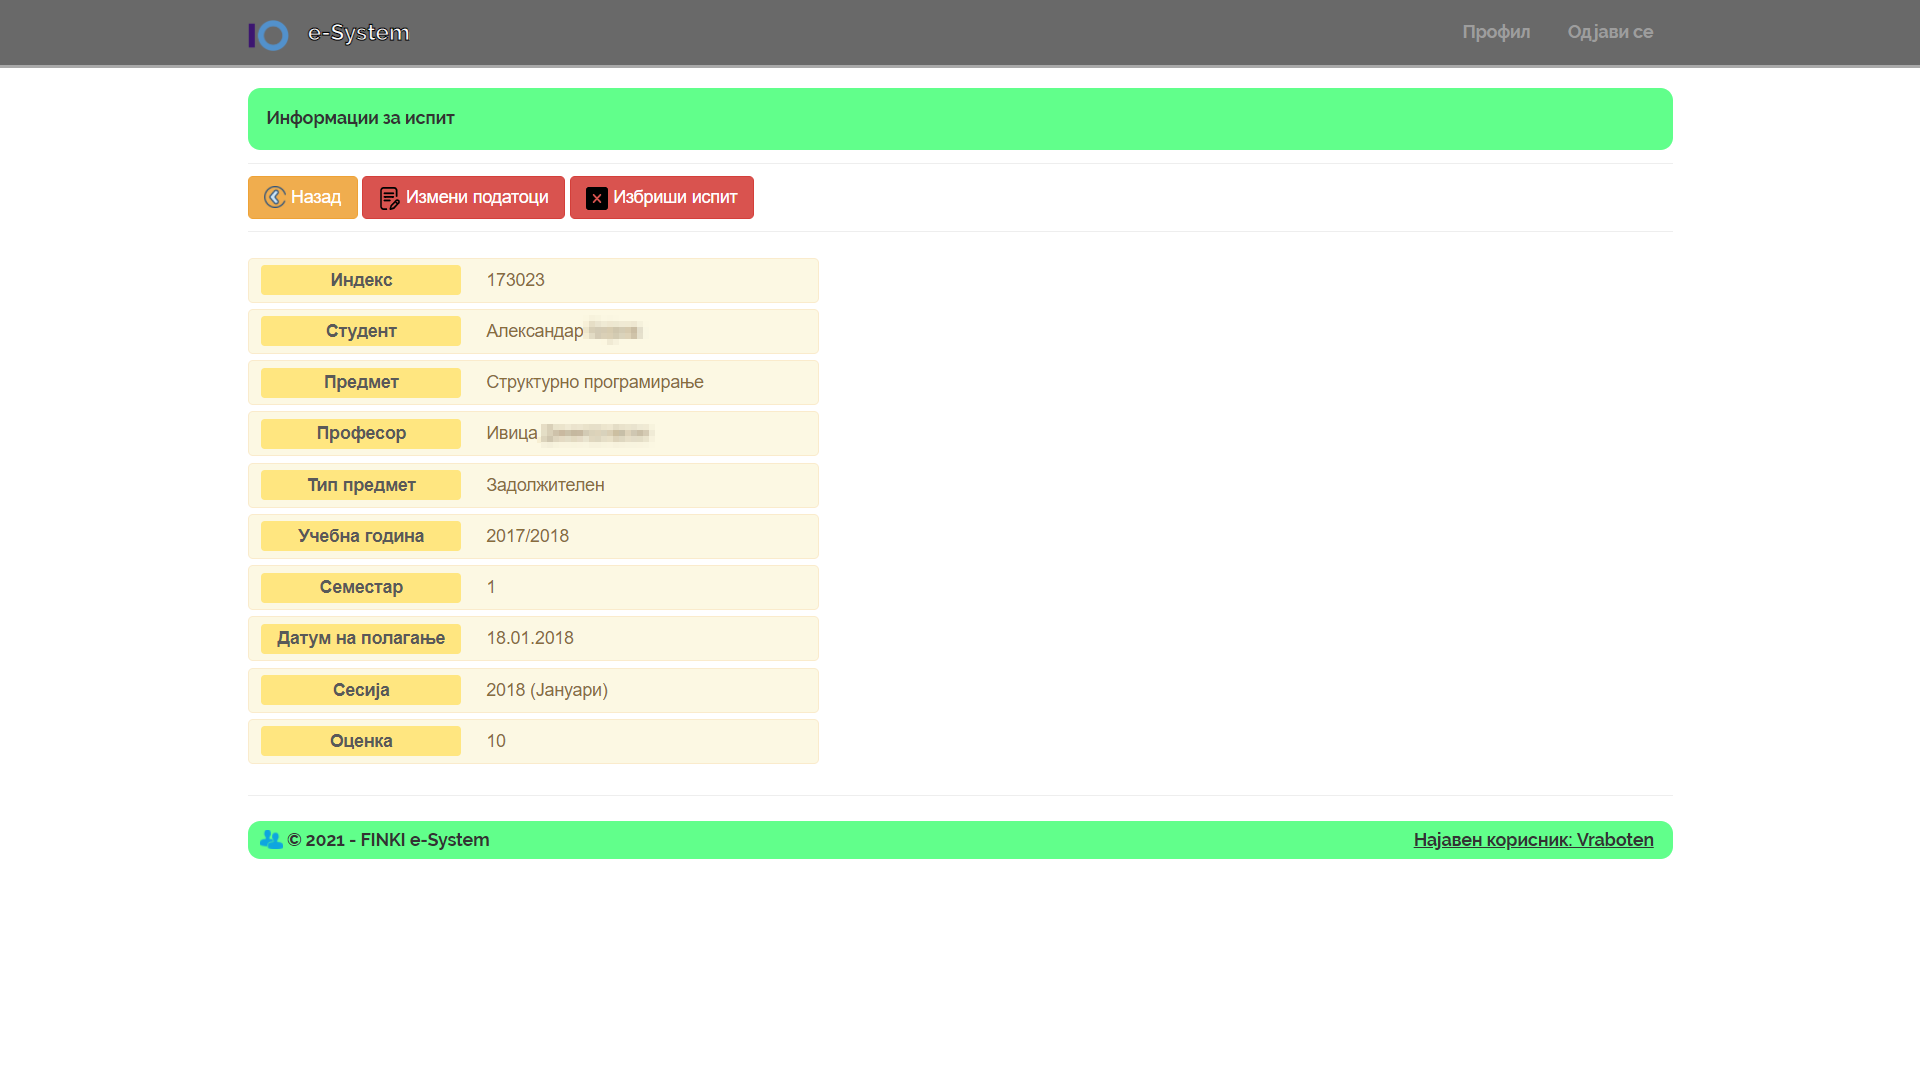 e-System
Профил
Одјави се
Информации за испит
Назад
Измени податоци
Избриши испит
Индекс 173023
Студент Александар
Предмет Структурно програмирање
Професор Ивица
Тип предмет Задолжителен
Учебна година 2017/2018
Семестар 1
Датум на полагање 18.01.2018
Сесија 2018 (Јануари)
Оценка 10
© 2021 - FINKI e-System
Најавен корисник: Vraboten